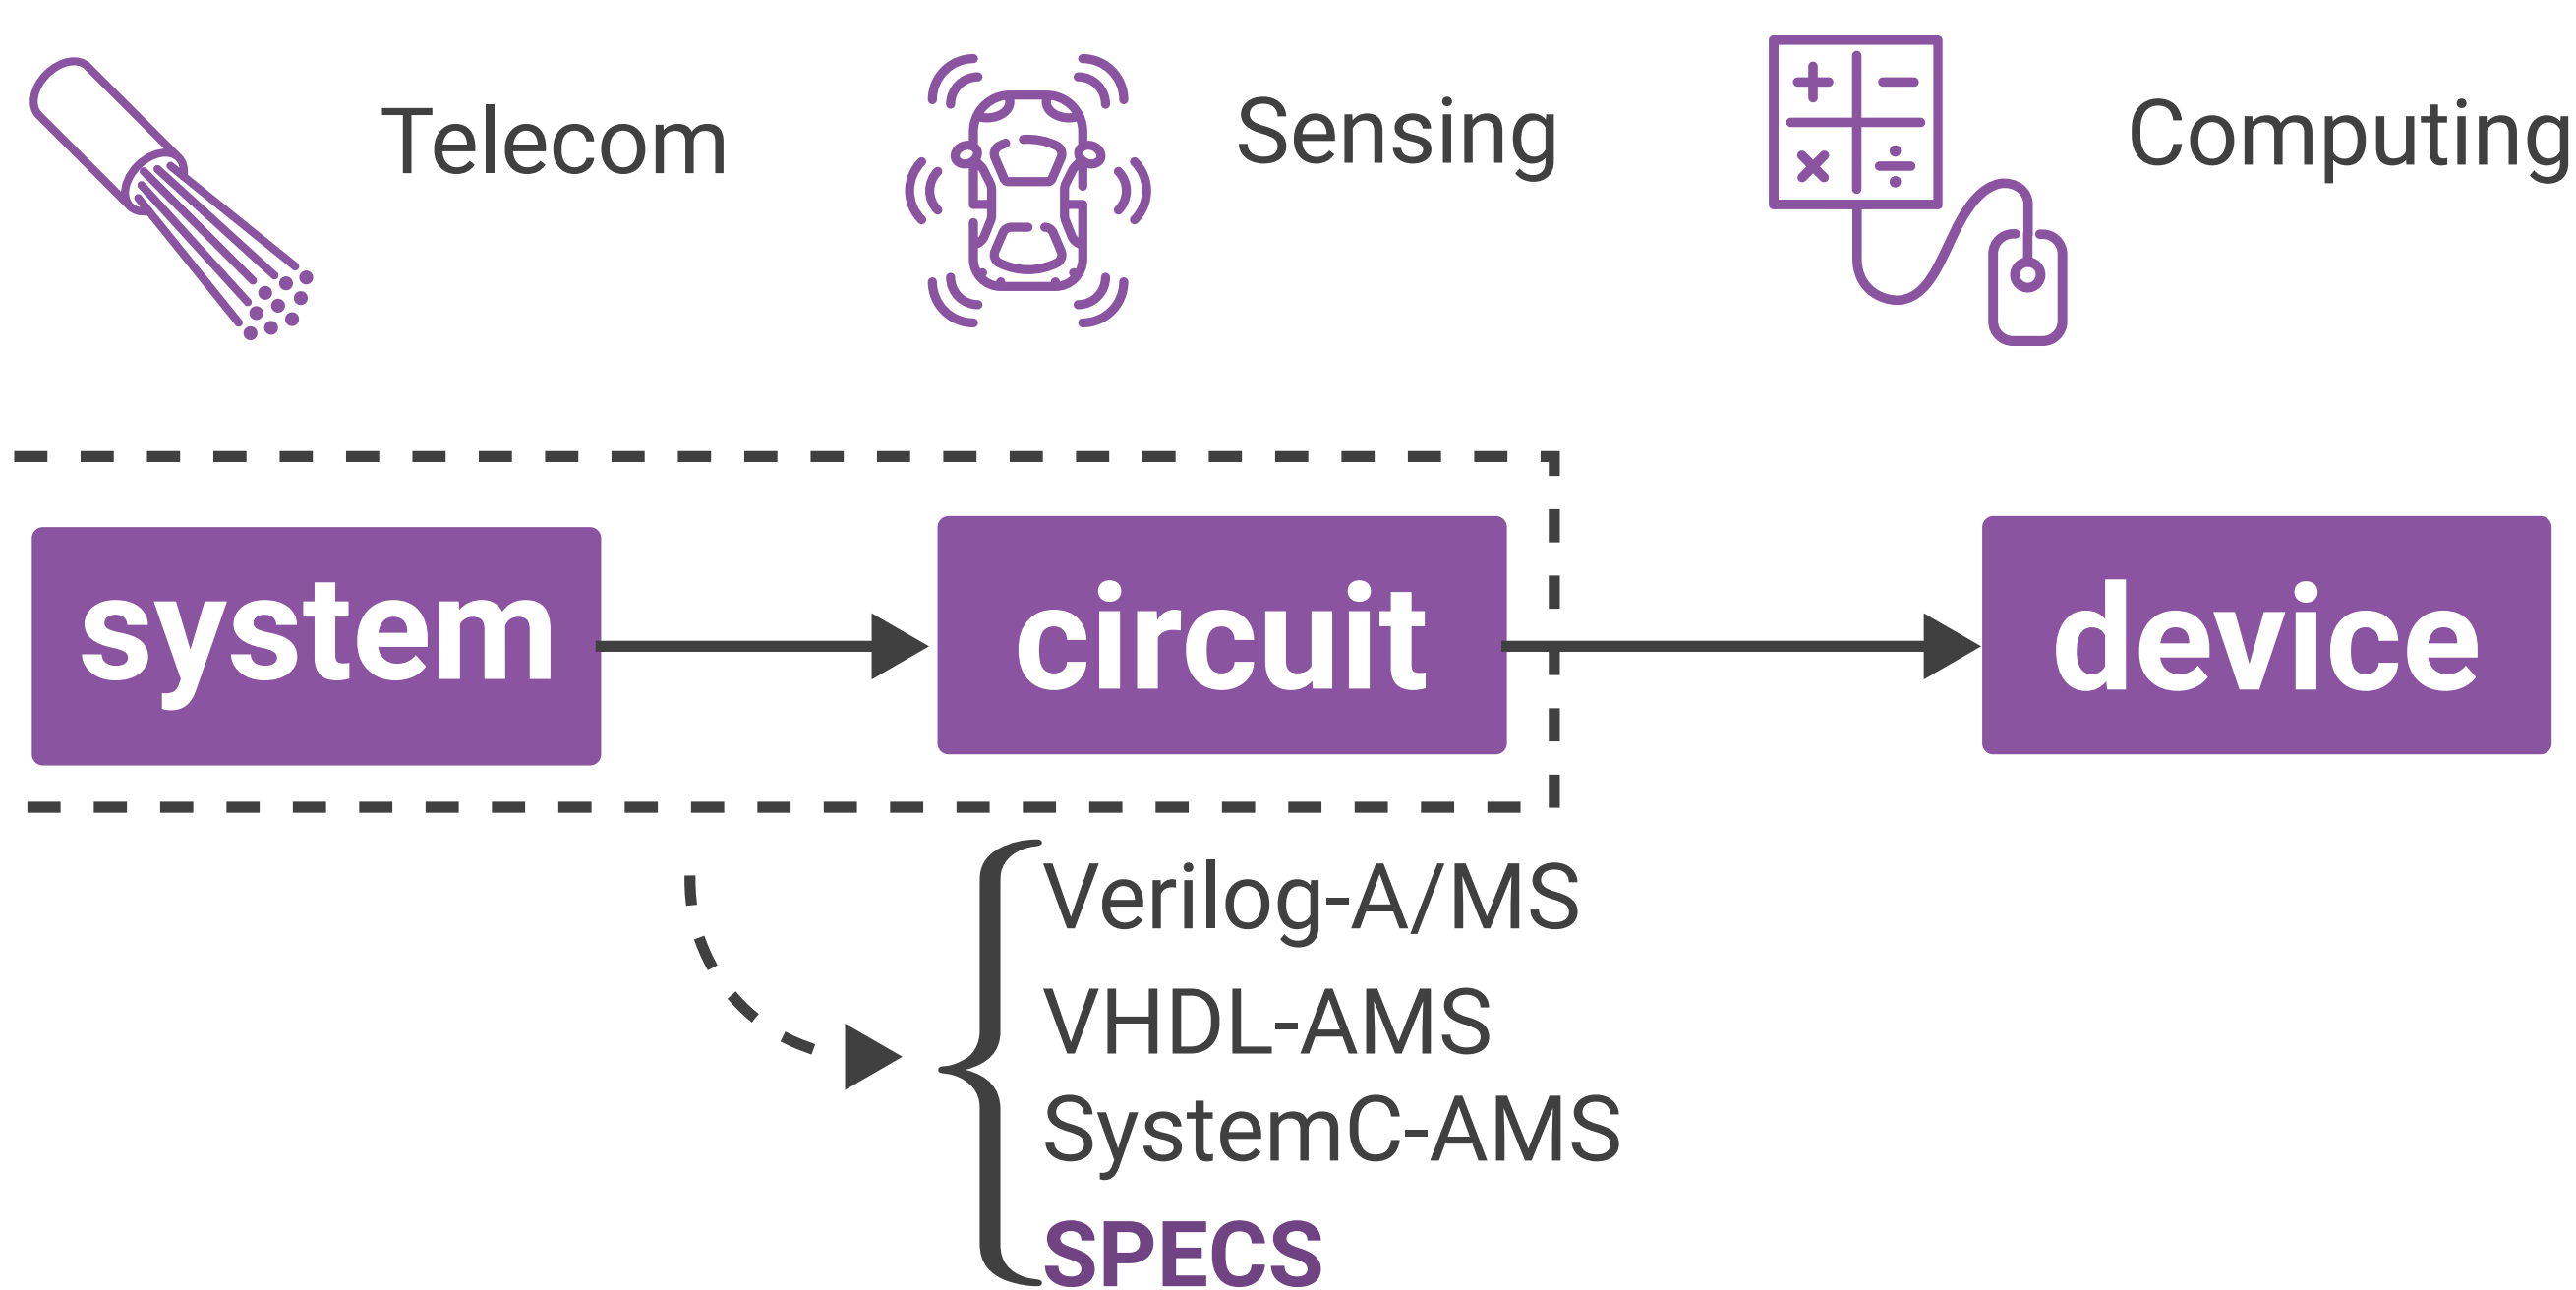 Telecom
Sensing
Computing
system
circuit
device
Verilog-A/MS
VHDL-AMS
SystemC-AMS
SPECS